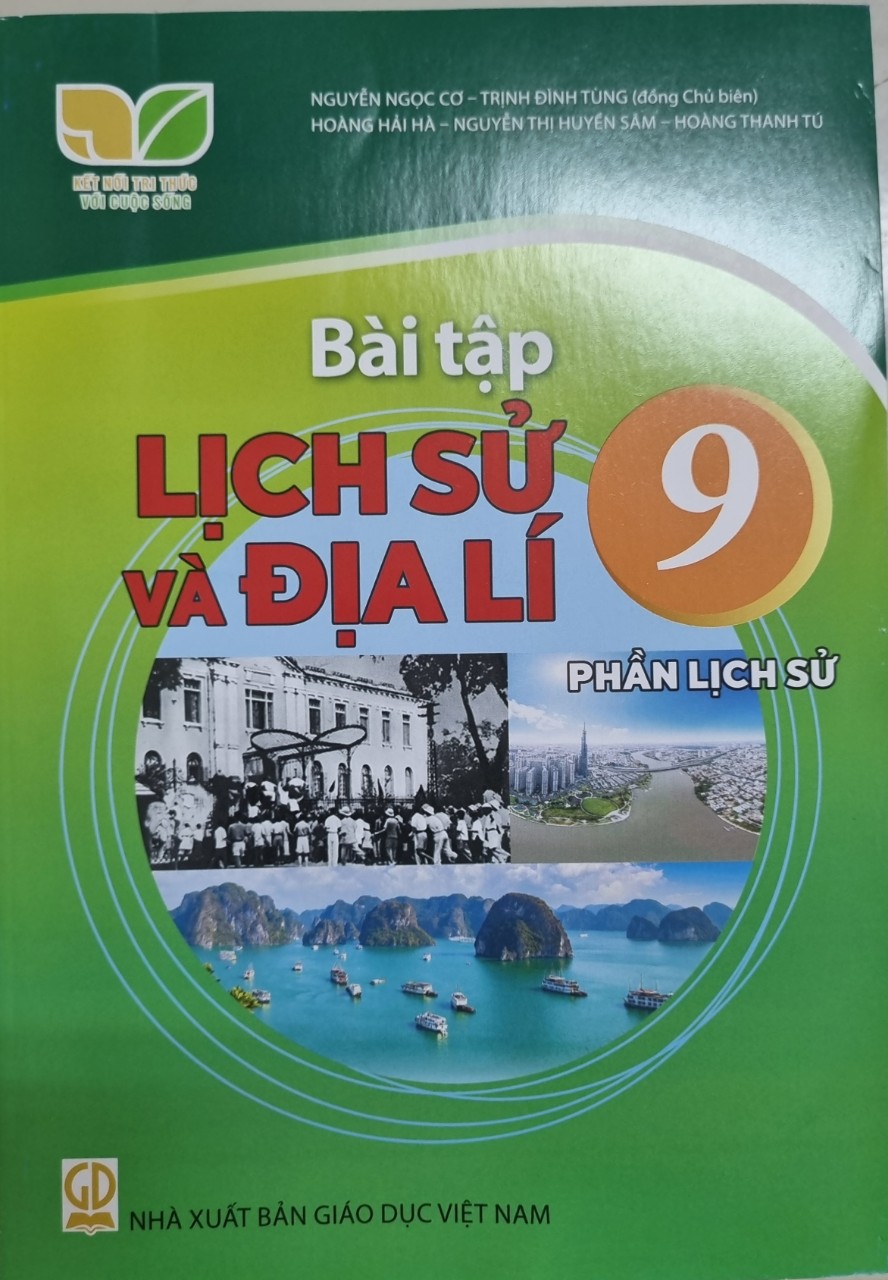 NGUYỄN NGỌC CƠ – TRỊNH ĐÌNH TÙNG (đồng Chủ biên)
HOÀNG HẢI HÀ – NGUYỄN THỊ HUYỀN SÂM – HOÀNG THANH TÚ
KẾT NỐI TRI THỨC
VỚI CUỘC SỐNG
Bài tập
LỊCH SỬ
VÀ ĐỊA LÍ
9
PHẦN LỊCH SỬ
GD
NHÀ XUẤT BẢN GIÁO DỤC VIỆT NAM